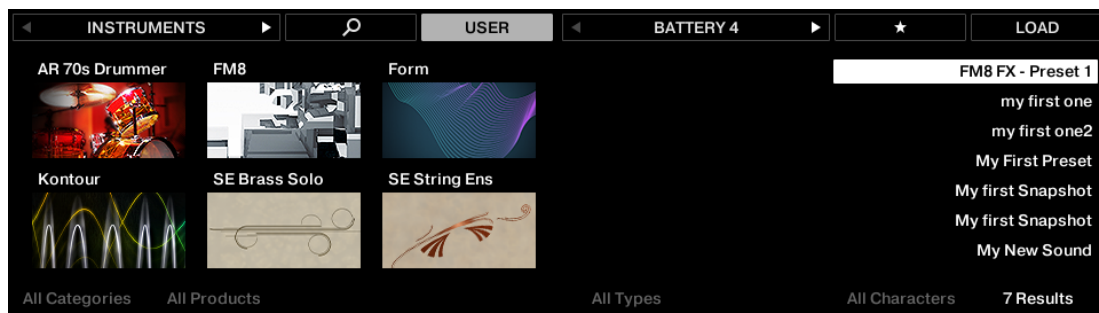 INSTRUMENTS USER BATTERY 4 LOAD
AR 70s Drummer FM8 Form
Kontour SE Brass Solo SE String Ens
FM8 FX - Preset 1
my first one
my first one2
My First Preset
My first Snapshot
My first Snapshot
My New Sound
All Categories All Products All Types All Characters 7 Results